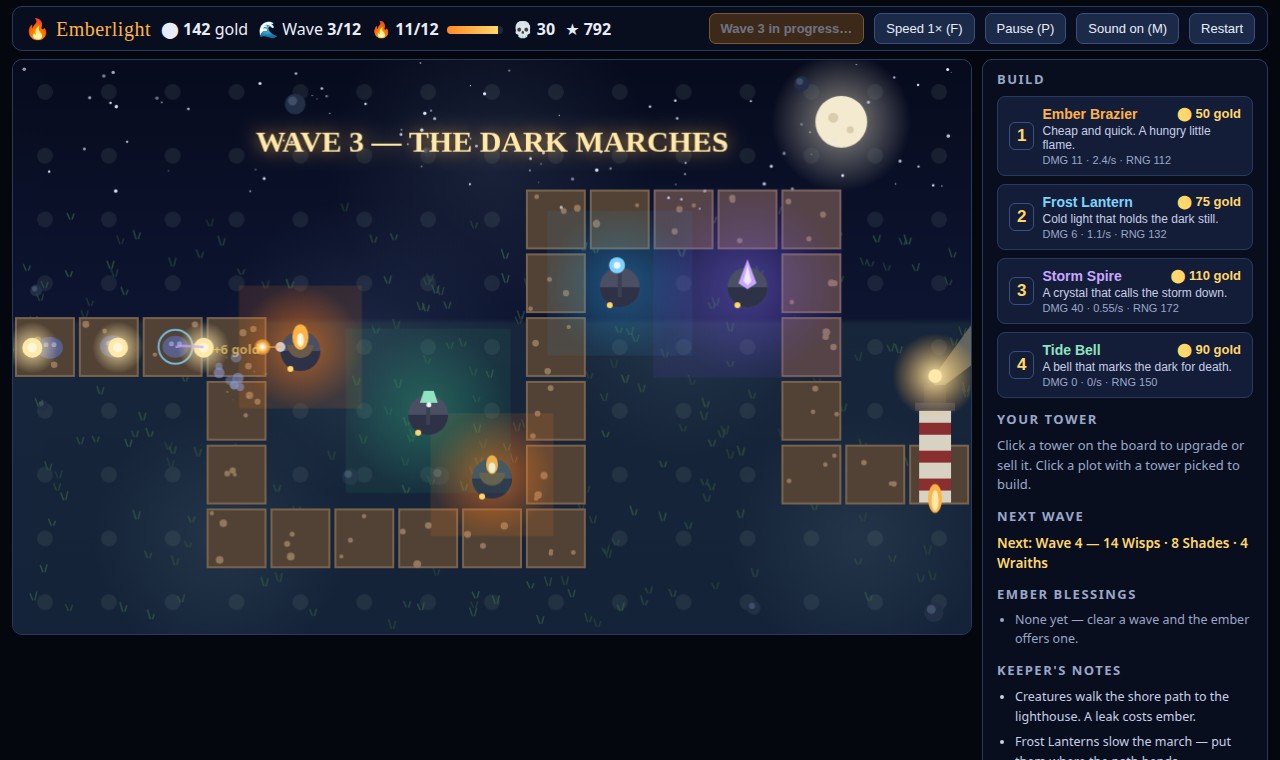 Emberlight 142 gold Wave 3/12 11/12 30 ★ 792 Wave 3 in progress... Speed 1× (F) Pause (P) Sound on (M) Restart
WAVE 3 — THE DARK MARCHES
+6 gold
BUILD
1 Ember Brazier 50 gold
Cheap and quick. A hungry little
flame.
DMG 11 · 2.4/s · RNG 112
2 Frost Lantern 75 gold
Cold light that holds the dark still.
DMG 6 · 1.1/s · RNG 132
3 Storm Spire 110 gold
A crystal that calls the storm down.
DMG 40 · 0.55/s · RNG 172
4 Tide Bell 90 gold
A bell that marks the dark for death.
DMG 0 · 0/s · RNG 150
YOUR TOWER
Click a tower on the board to upgrade or
sell it. Click a plot with a tower picked to
build.
NEXT WAVE
Next: Wave 4 — 14 Wisps · 8 Shades · 4
Wraiths
EMBER BLESSINGS
• None yet — clear a wave and the ember
offers one.
KEEPER'S NOTES
• Creatures walk the shore path to the
lighthouse. A leak costs ember.
• Frost Lanterns slow the march — put
them where the path bends.